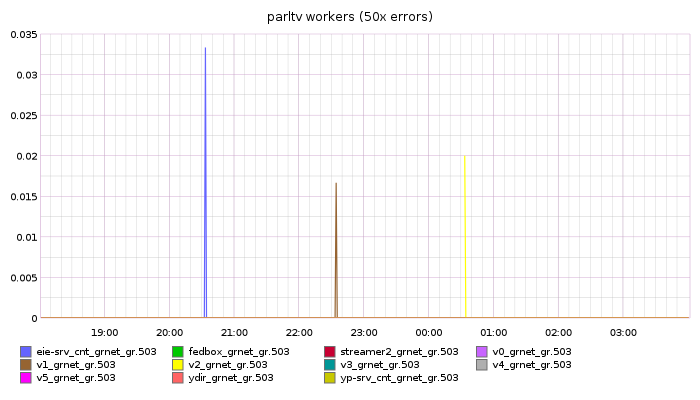 parltv workers (50x errors)
0.035
0.03
0.025
0.02
0.015
0.01
0.005
0
19:00 20:00 21:00 22:00 23:00 00:00 01:00 02:00 03:00
eie-srv_cnt_grnet_gr.503 fedbox_grnet_gr.503 streamer2_grnet_gr.503 v0_grnet_gr.503
v1_grnet_gr.503 v2_grnet_gr.503 v3_grnet_gr.503 v4_grnet_gr.503
v5_grnet_gr.503 ydir_grnet_gr.503 yp-srv_cnt_grnet_gr.503